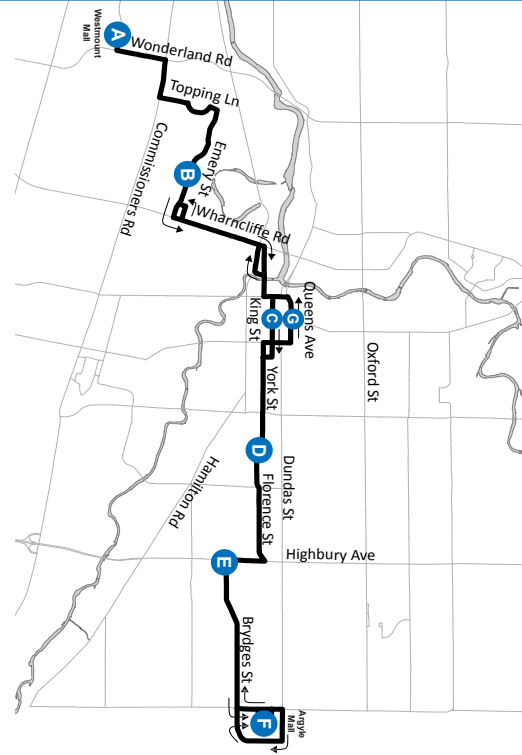 Westmount
Mall
A
Wonderland Rd
Topping Ln
Commissioners Rd
Emery St
B
Wharncliffe Rd
Queens Ave
C
G
King St
York St
Oxford St
D
Dundas St
Florence St
Hamilton Rd
Highbury Ave
E
Brydges St
Argyle
Mall
F